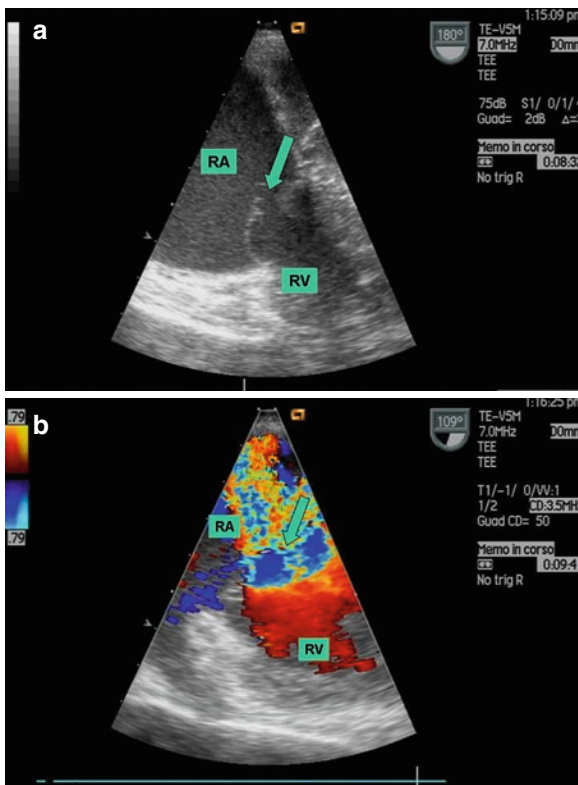 a
1:15:09 pm
180°
TE-V5M
7.0MHz
TEE
TEE
75dB S1/ 0/1/
Guad= 2dB
Memo in corso
0:08:33
No trig R
RA
RV
b
1:16:25 pm
.79
.79
109°
TE-V5M
7.0MHz
TEE
TEE
T1/-1/ 0/VV:1
1/2 CD:3.5MH
Guad CD= 50
Memo in corso
0:09:4
No trig R
RA
RV